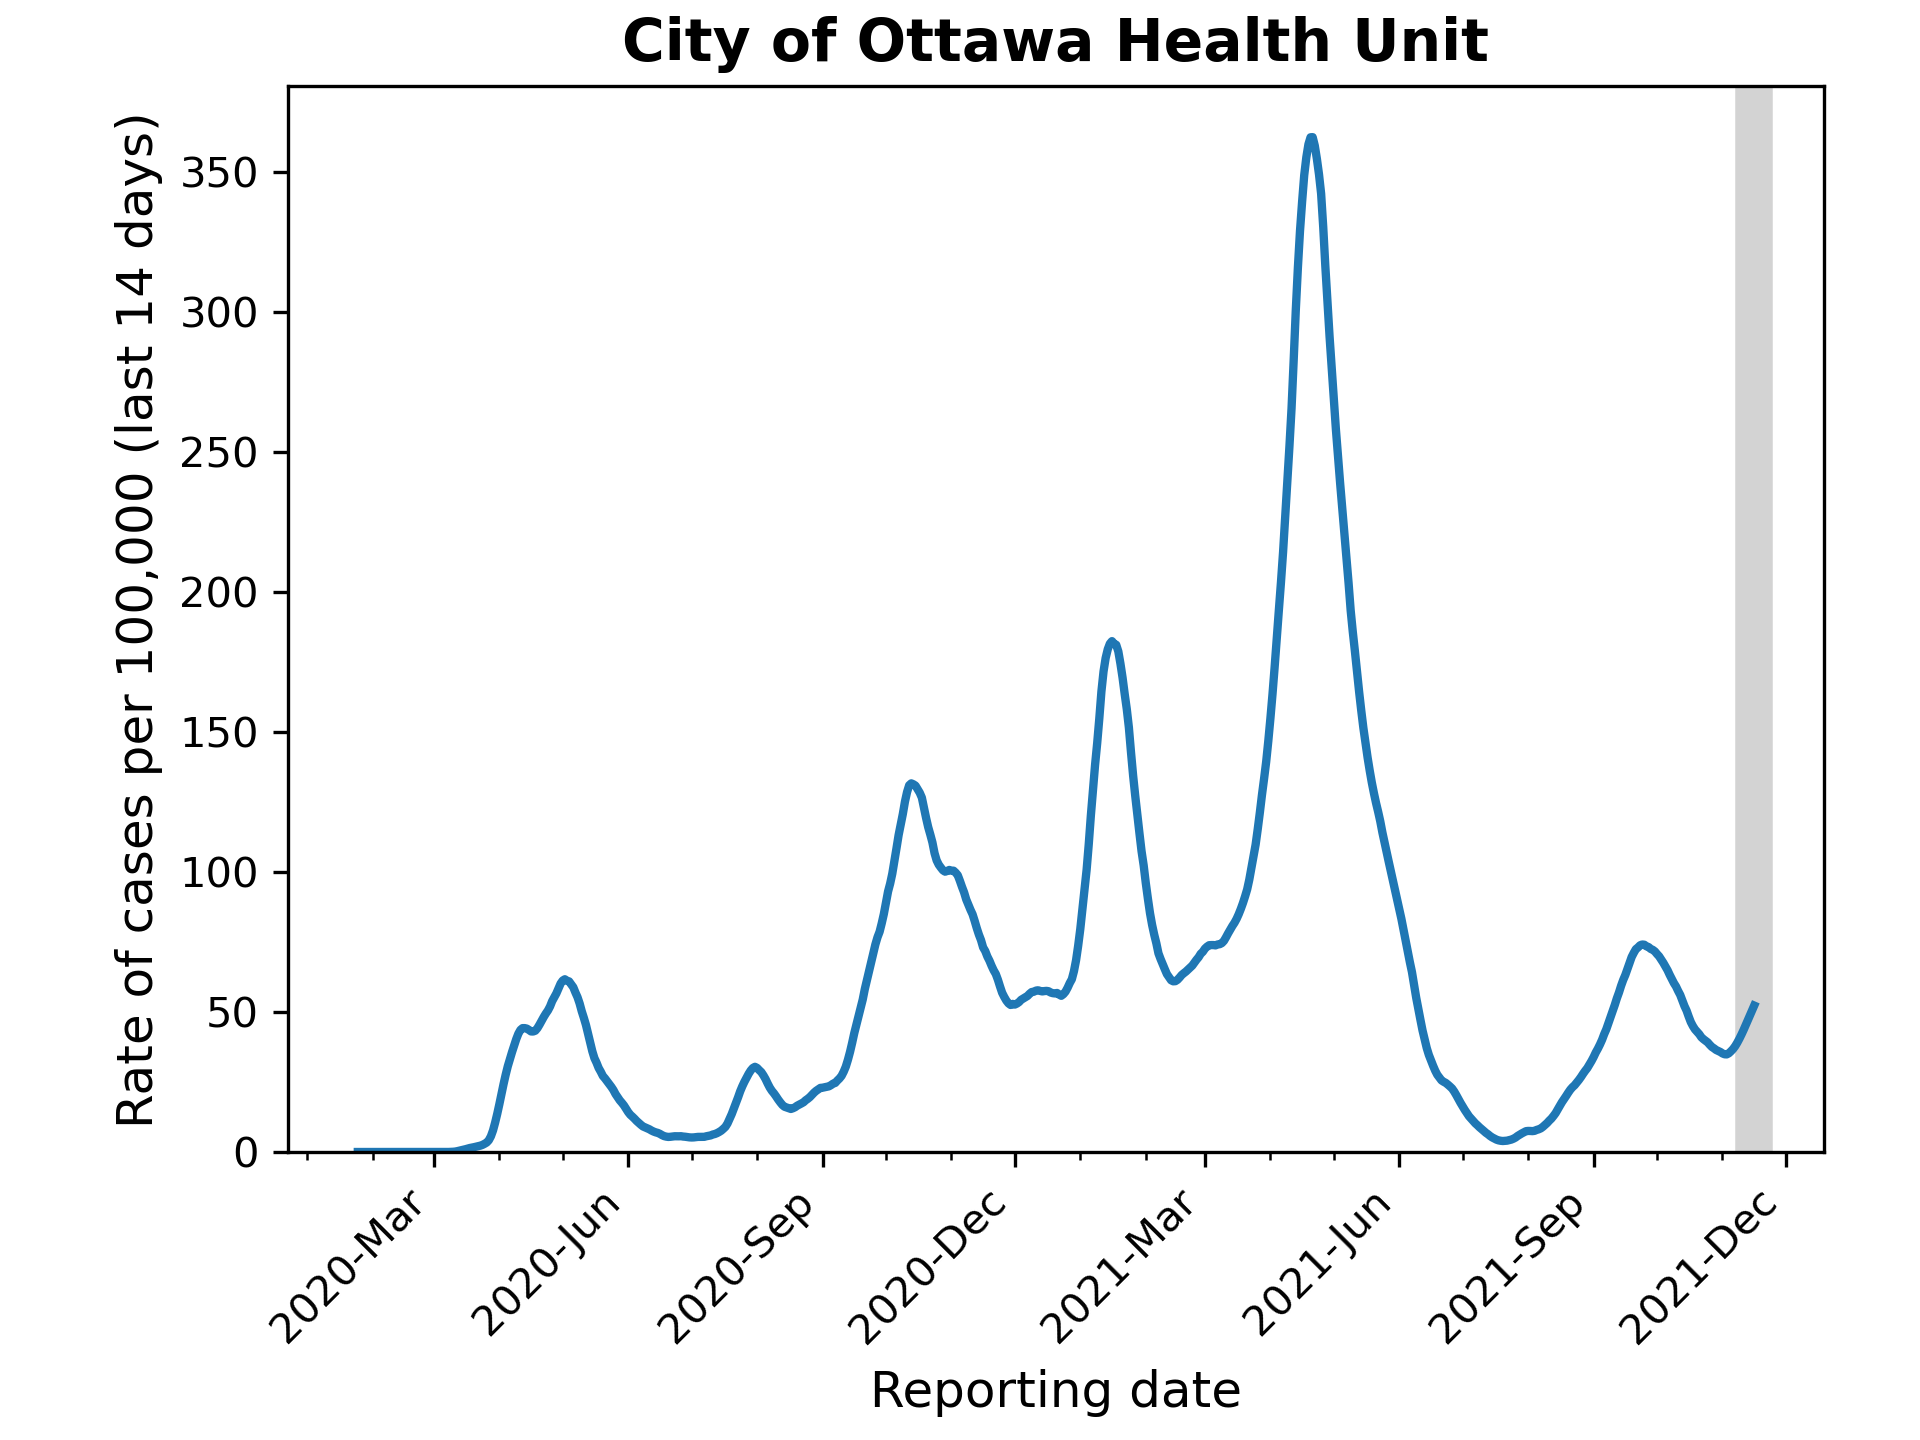 City of Ottawa Health Unit
Rate of cases per 100,000 (last 14 days)
350
300
250
200
150
100
50
0
2020-Mar
2020-Jun
2020-Sep
2020-Dec
2021-Mar
2021-Jun
2021-Sep
2021-Dec
Reporting date